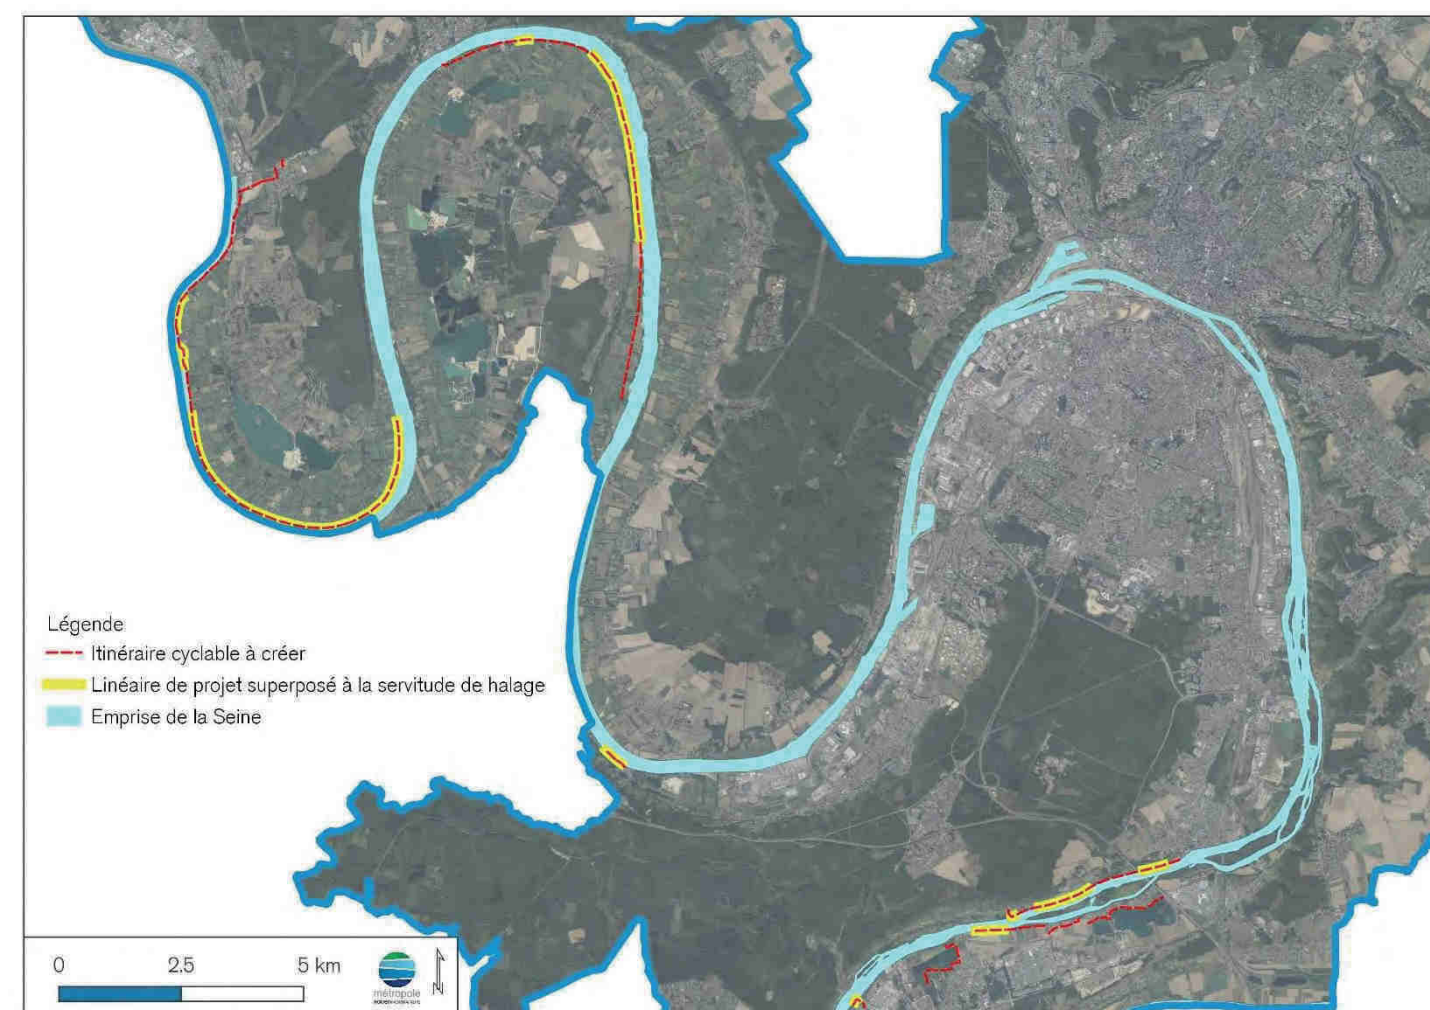 Légende
Itinéraire cyclable à créer
Linéaire de projet superposé à la servitude de halage
Emprise de la Seine
0 2.5 5 km
métropole
ROUENNORMANDIE